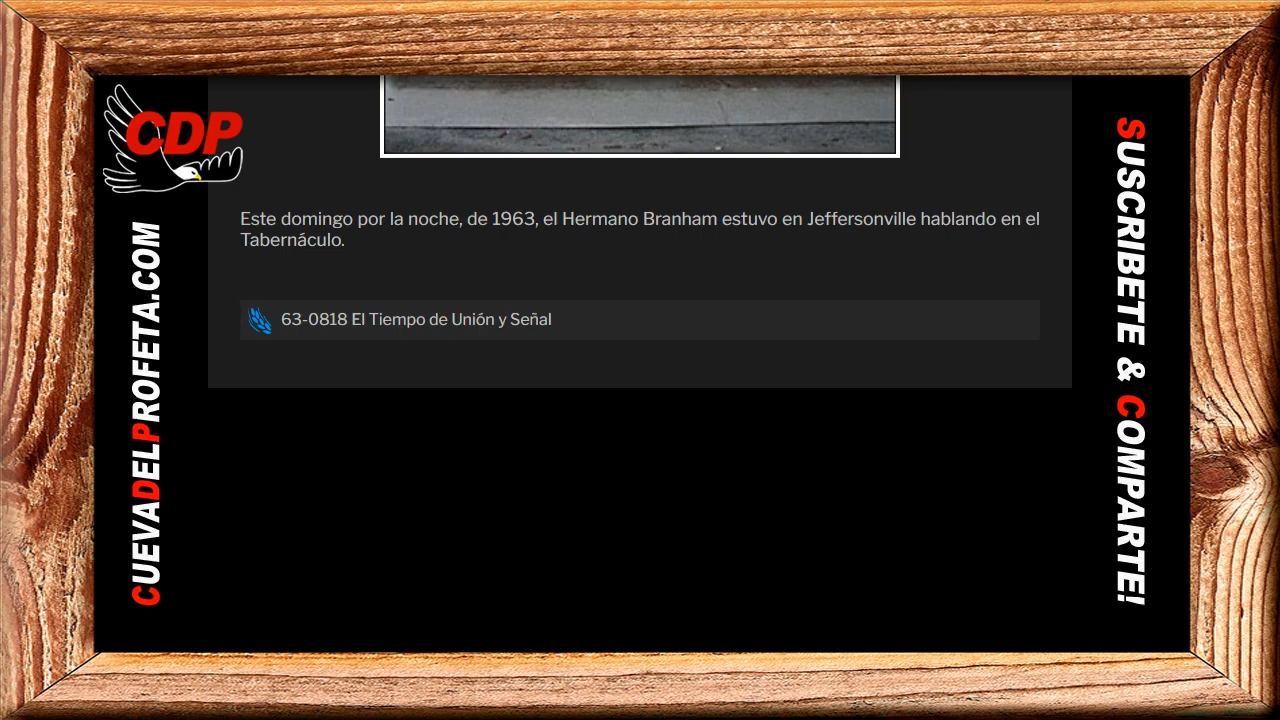 CDP
CUEVADELPROFETA.COM
Este domingo por la noche, de 1963, el Hermano Branham estuvo en Jeffersonville hablando en el
Tabernáculo.
63-0818 El Tiempo de Unión y Señal
SUSCRIBETE & COMPARTE!